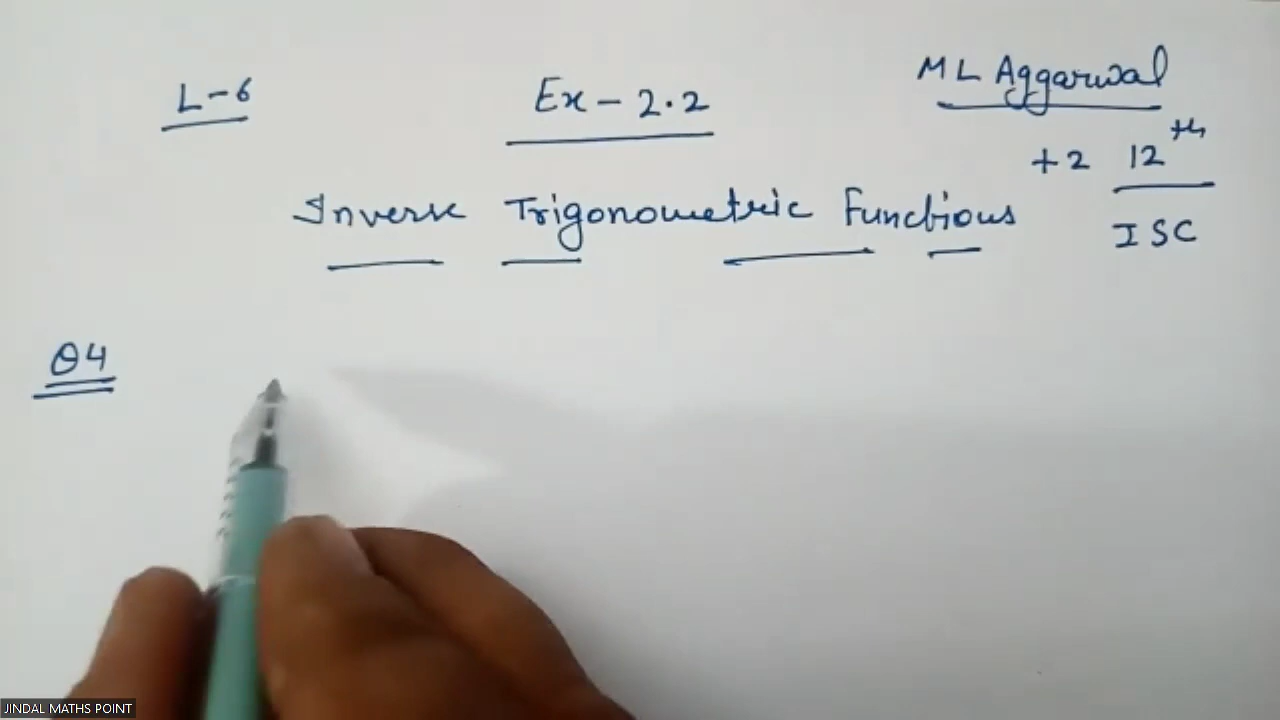 L-6
Ex - 2.2
ML Aggarwal
+2 12th
ISC
Inverse Trigonometric Functions
Q4
JINDAL MATHS POINT